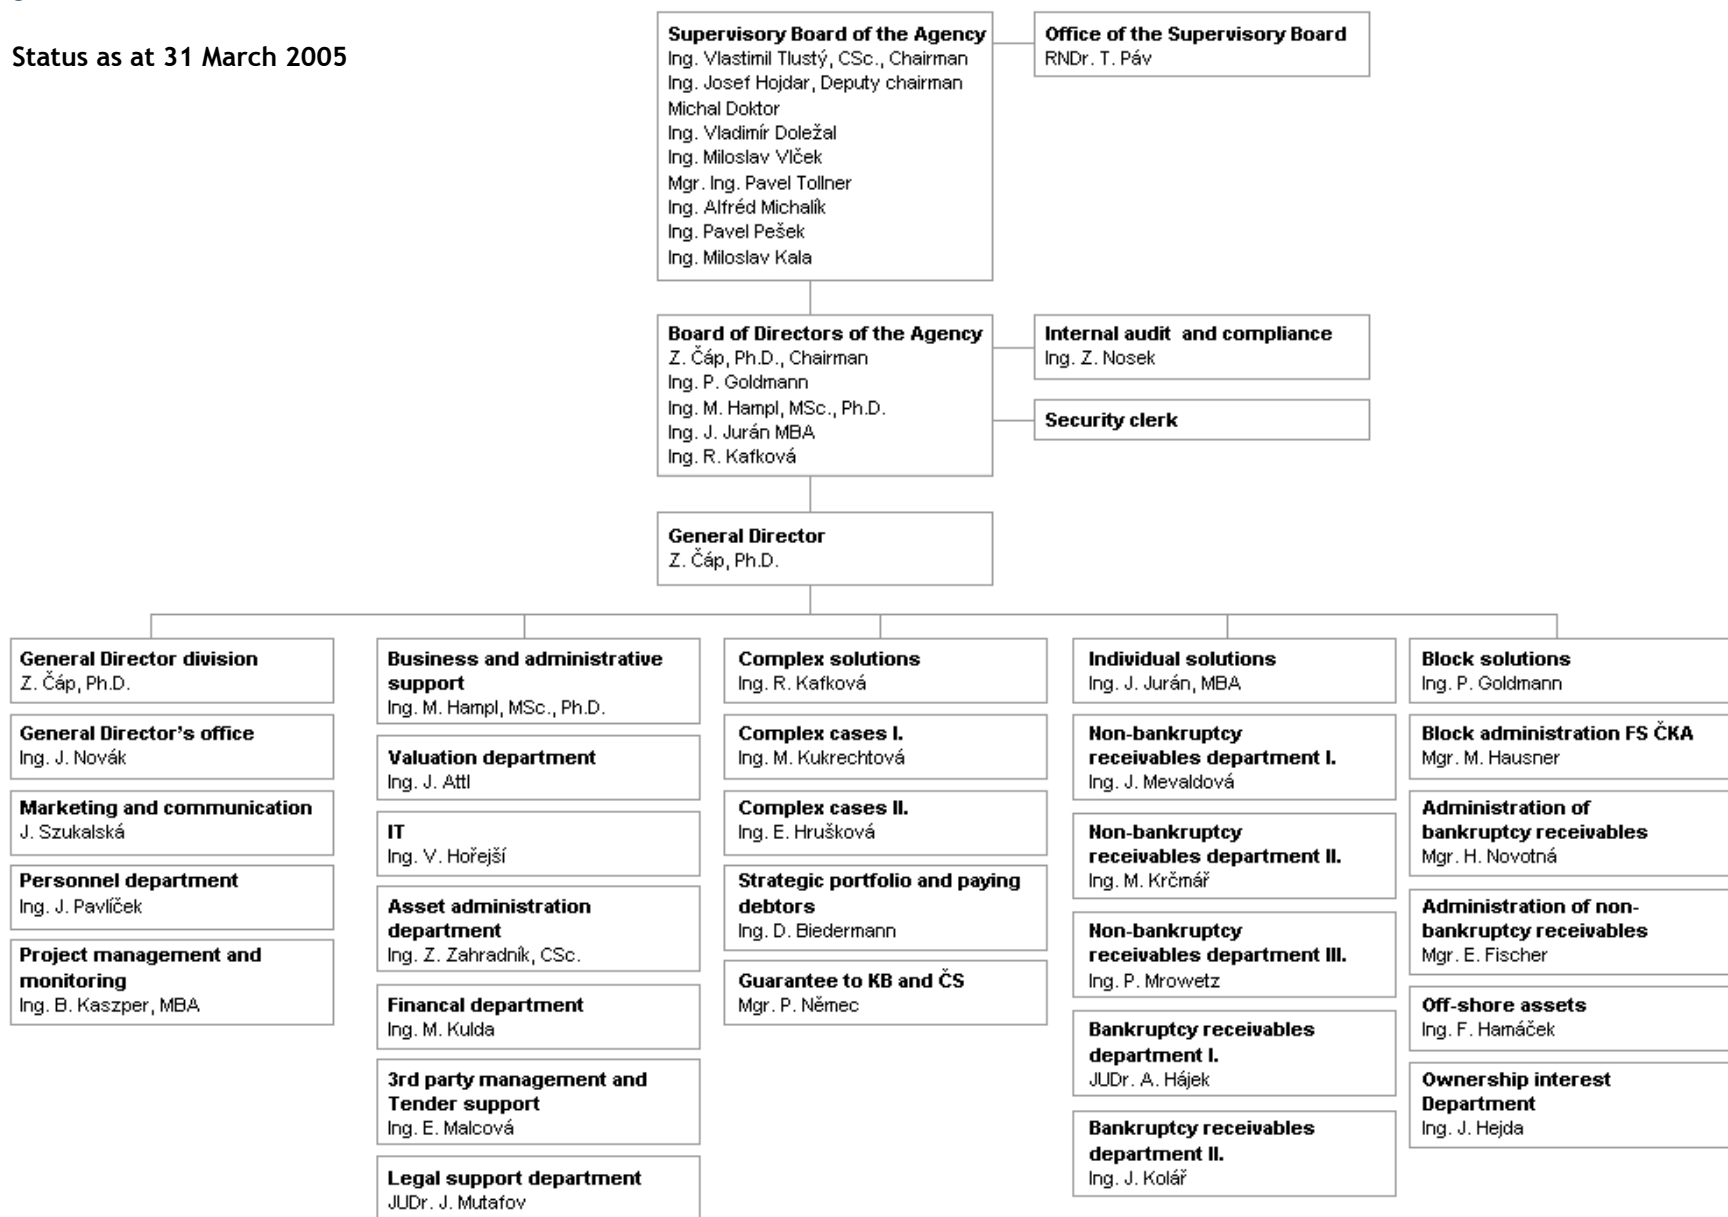 Status as at 31 March 2005
Supervisory Board of the Agency
Ing. Vlastimil Tlustý, CSc., Chairman
Ing. Josef Hojdar, Deputy chairman
Michal Doktor
Ing. Vladimír Doležal
Ing. Miloslav Vlček
Mgr. Ing. Pavel Tollner
Ing. Alfréd Michalík
Ing. Pavel Pešek
Ing. Miloslav Kala
Office of the Supervisory Board
RNDr. T. Páv
Board of Directors of the Agency
Z. Čáp, Ph.D., Chairman
Ing. P. Goldmann
Ing. M. Hampl, MSc., Ph.D.
Ing. J. Jurán MBA
Ing. R. Kafková
Internal audit and compliance
Ing. Z. Nosek
Security clerk
General Director
Z. Čáp, Ph.D.
General Director division
Z. Čáp, Ph.D.
General Director's office
Ing. J. Novák
Marketing and communication
J. Szukalská
Personnel department
Ing. J. Pavlíček
Project management and
monitoring
Ing. B. Kaszper, MBA
Business and administrative
support
Ing. M. Hampl, MSc., Ph.D.
Valuation department
Ing. J. Attl
IT
Ing. V. Hořejší
Asset administration
department
Ing. Z. Zahradník, CSc.
Financal department
Ing. M. Kulda
3rd party management and
Tender support
Ing. E. Malcová
Legal support department
JUDr. J. Mutafov
Complex solutions
Ing. R. Kafková
Complex cases I.
Ing. M. Kukrechtová
Complex cases II.
Ing. E. Hrušková
Strategic portfolio and paying
debtors
Ing. D. Biedermann
Guarantee to KB and ČS
Mgr. P. Němec
Individual solutions
Ing. J. Jurán, MBA
Non-bankruptcy
receivables department I.
Ing. J. Mevaldová
Non-bankruptcy
receivables department II.
Ing. M. Krčmář
Non-bankruptcy
receivables department III.
Ing. P. Mrowetz
Bankruptcy receivables
department I.
JUDr. A. Hájek
Bankruptcy receivables
department II.
Ing. J. Kolář
Block solutions
Ing. P. Goldmann
Block administration FS ČKA
Mgr. M. Hausner
Administration of
bankruptcy receivables
Mgr. H. Novotná
Administration of non-
bankruptcy receivables
Mgr. E. Fischer
Off-shore assets
Ing. F. Hamáček
Ownership interest
Department
Ing. J. Hejda